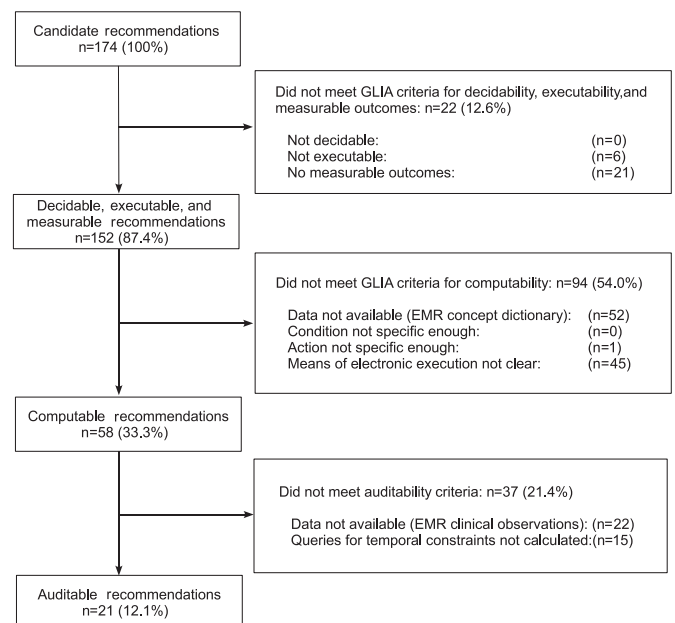 Candidate recommendations
n=174 (100%)
Did not meet GLIA criteria for decidability, executability,and
measurable outcomes: n=22 (12.6%)
Not decidable: (n=0)
Not executable: (n=6)
No measurable outcomes: (n=21)
Decidable, executable, and
measurable recommendations
n=152 (87.4%)
Did not meet GLIA criteria for computability: n=94 (54.0%)
Data not available (EMR concept dictionary): (n=52)
Condition not specific enough: (n=0)
Action not specific enough: (n=1)
Means of electronic execution not clear: (n=45)
Computable recommendations
n=58 (33.3%)
Did not meet auditability criteria: n=37 (21.4%)
Data not available (EMR clinical observations): (n=22)
Queries for temporal constraints not calculated:(n=15)
Auditable recommendations
n=21 (12.1%)